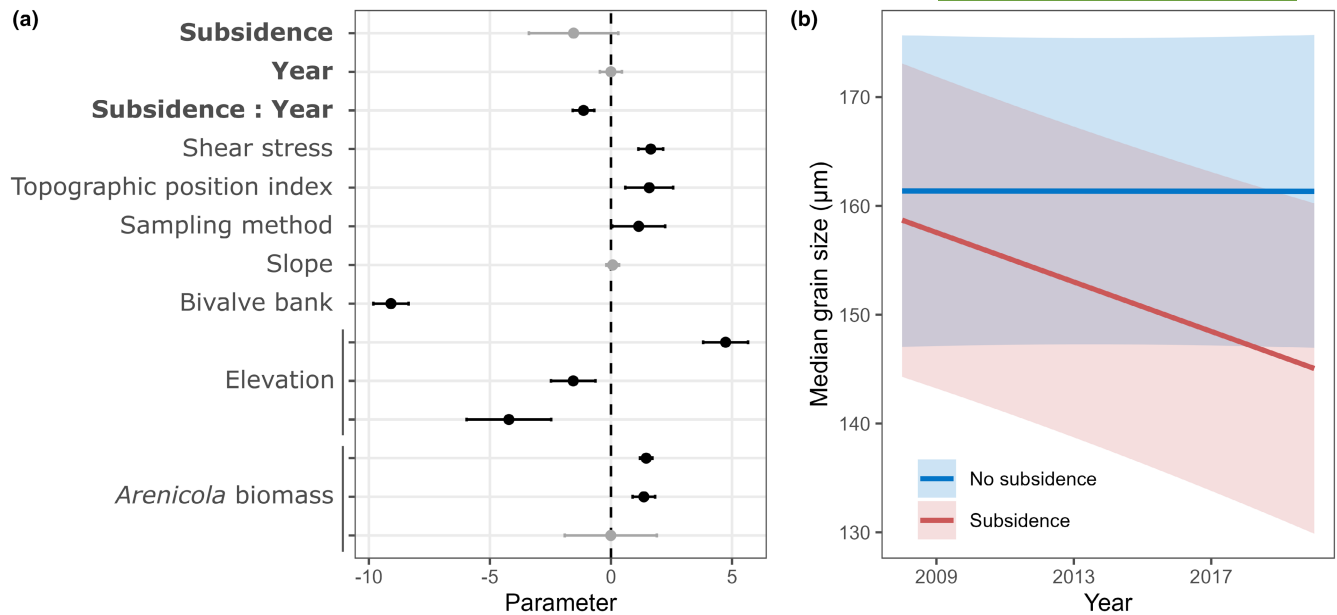 (a)
Subsidence
Year
Subsidence : Year
Shear stress
Topographic position index
Sampling method
Slope
Bivalve bank
Elevation
Arenicola biomass
-10 -5 0 5
Parameter
(b)
Median grain size (µm)
170
160
150
140
130
No subsidence
Subsidence
2009 2013 2017
Year